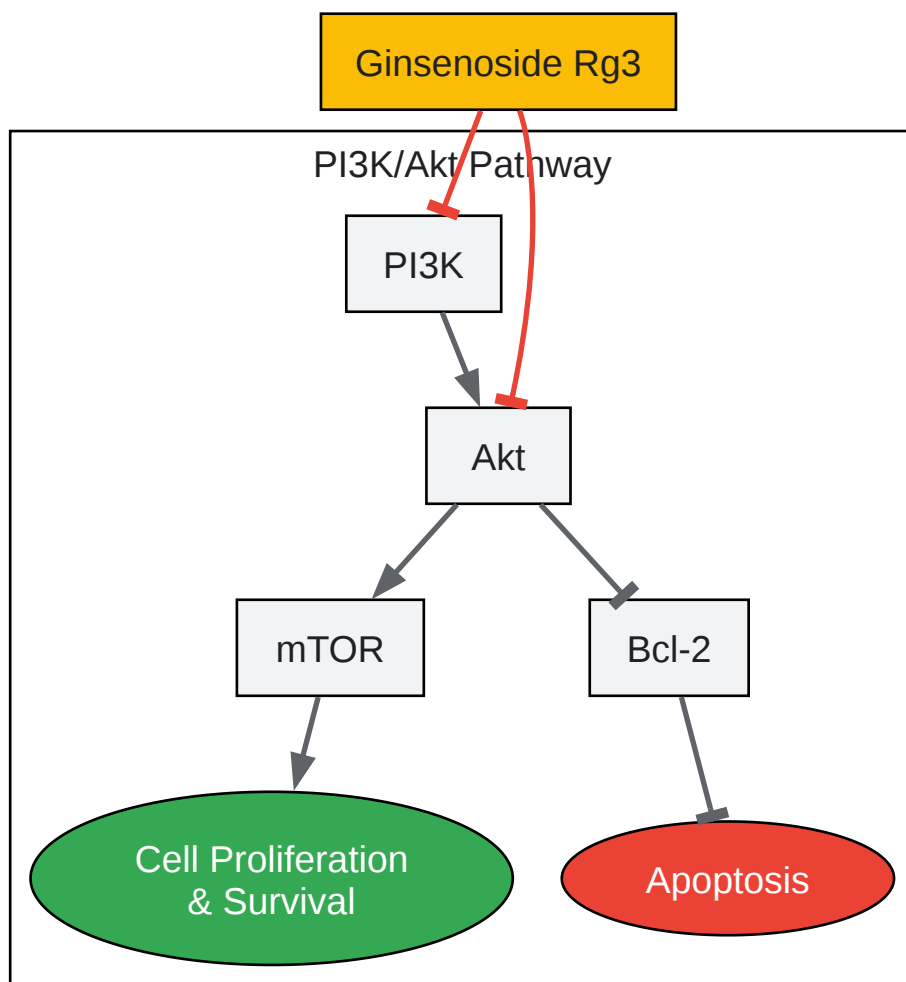 Ginsenoside Rg3
PI3K/Akt Pathway
PI3K
Akt
mTOR
Bcl-2
Cell Proliferation
& Survival
Apoptosis